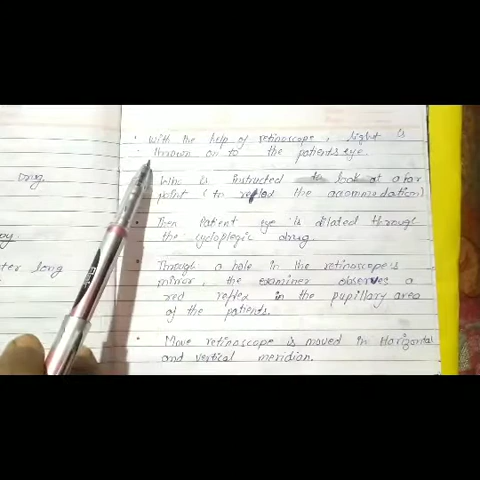 Drug
py
ter long
With the help of retinoscope, light is
thrown on to the patients eye.
Who is instructed to look at a far
point (to the accommodation)
Then Patient eye is dilated through
the cycloplegic drug.
Through a hole in the retinoscope's
mirror, the examiner observes a
red reflex in the pupillary area
of the patients.
Move retinoscope is moved in Horizontal
and vertical meridian.